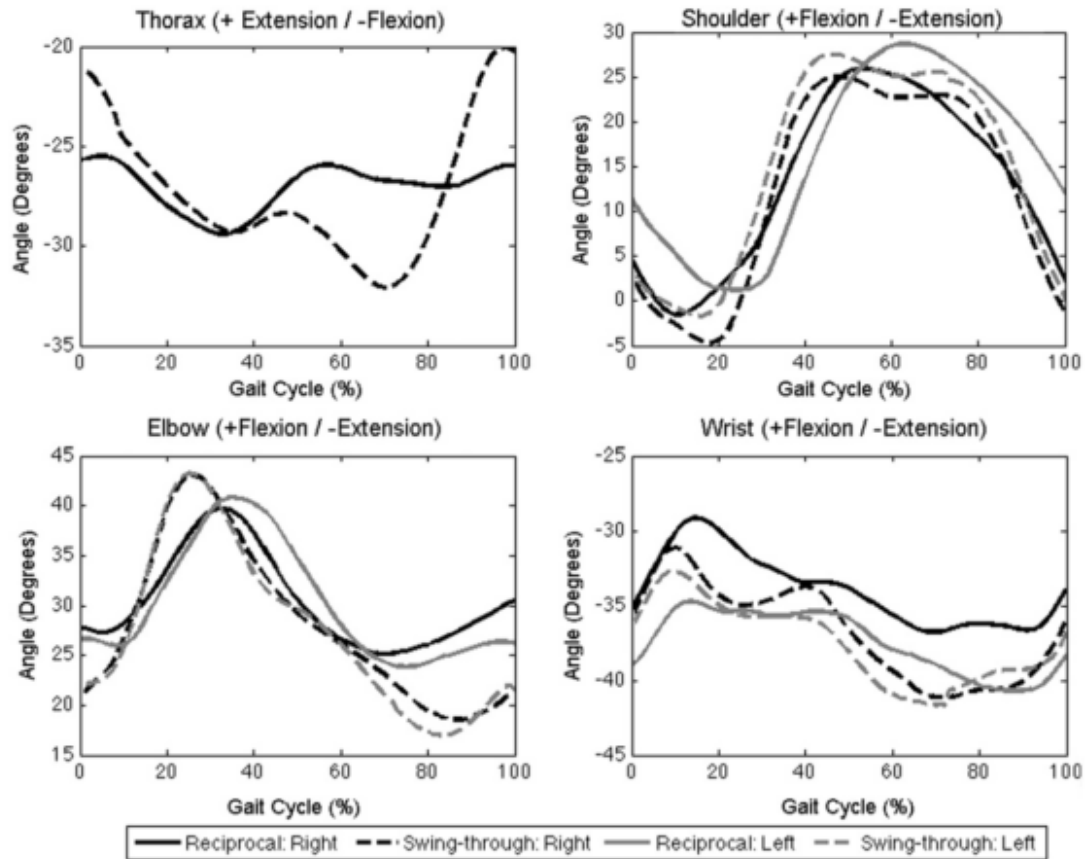 Thorax (+ Extension / -Flexion)
-20
-25
-30
-35
Angle (Degrees)
0 20 40 60 80 100
Gait Cycle (%)
Shoulder (+Flexion / -Extension)
30
25
20
15
10
5
0
-5
Angle (Degrees)
0 20 40 60 80 100
Gait Cycle (%)
Elbow (+Flexion / -Extension)
45
40
35
30
25
20
15
Angle (Degrees)
0 20 40 60 80 100
Gait Cycle (%)
Wrist (+Flexion / -Extension)
-25
-30
-35
-40
-45
Angle (Degrees)
0 20 40 60 80 100
Gait Cycle (%)
Reciprocal: Right Swing-through: Right Reciprocal: Left Swing-through: Left